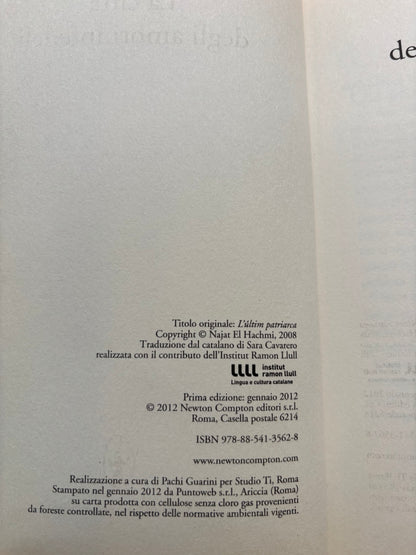 de
Titolo originale: L'últim patriarca
Copyright © Najat El Hachmi, 2008
Traduzione dal catalano di Sara Cavarero
realizzata con il contributo dell'Institut Ramon Llull
LLLL institut
ramon llull
Lingua e cultura catalane
Prima edizione: gennaio 2012
© 2012 Newton Compton editori s.r.l.
Roma, Casella postale 6214
ISBN 978-88-541-3562-8
www.newtoncompton.com
Realizzazione a cura di Pachi Guarini per Studio Ti, Roma
Stampato nel gennaio 2012 da Puntoweb s.r.l., Ariccia (Roma)
su carta prodotta con cellulose senza cloro gas provenienti
da foreste controllate, nel rispetto delle normative ambientali vigenti.